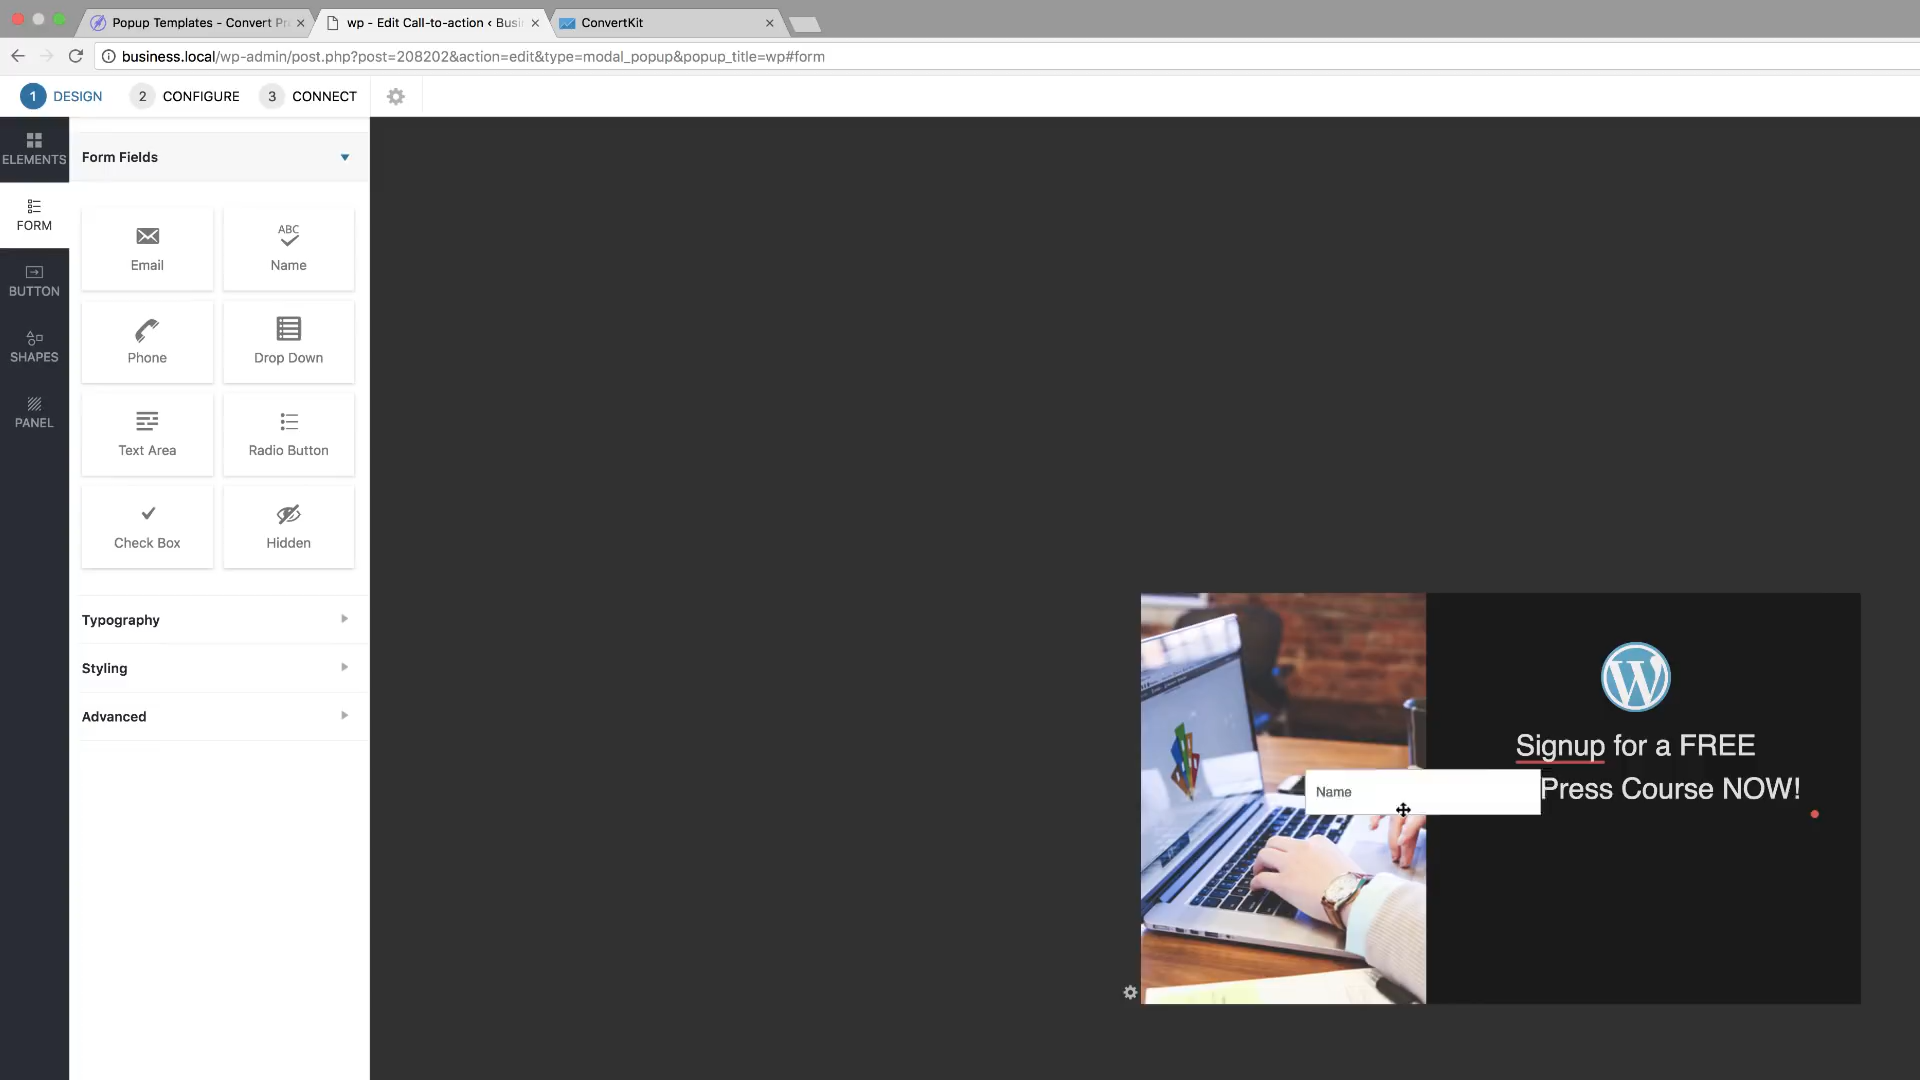 Popup Templates - Convert Pr
wp - Edit Call-to-action ‹ Busi
ConvertKit
business.local/wp-admin/post.php?post=208202&action=edit&type=modal_popup&popup_title=wp#form
1 DESIGN
2 CONFIGURE
3 CONNECT
ELEMENTS
FORM
BUTTON
SHAPES
PANEL
Form Fields
Email
ABC
Name
Phone
Drop Down
Text Area
Radio Button
Check Box
Hidden
Typography
Styling
Advanced
Signup for a FREE
Press Course NOW!
Name